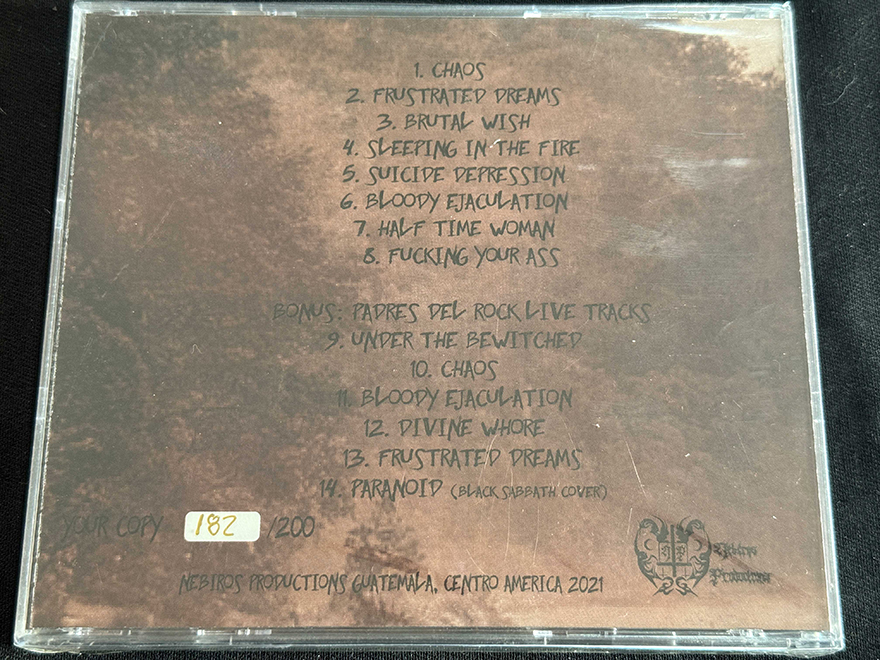 1. CHAOS
2. FRUSTRATED DREAMS
3. BRUTAL WISH
4. SLEEPING IN THE FIRE
5. SUICIDE DEPRESSION
6. BLOODY EJACULATION
7. HALF TIME WOMAN
8. FUCKING YOUR ASS
BONUS: PADRES DEL ROCK LIVE TRACKS
9. UNDER THE BEWITCHED
10. CHAOS
11. BLOODY EJACULATION
12. DIVINE WHORE
13. FRUSTRATED DREAMS
14. PARANOID (BLACK SABBATH COVER)
YOUR COPY 182 /200
Nebiros
Productions
NEBIROS PRODUCTIONS GUATEMALA, CENTRO AMERICA 2021